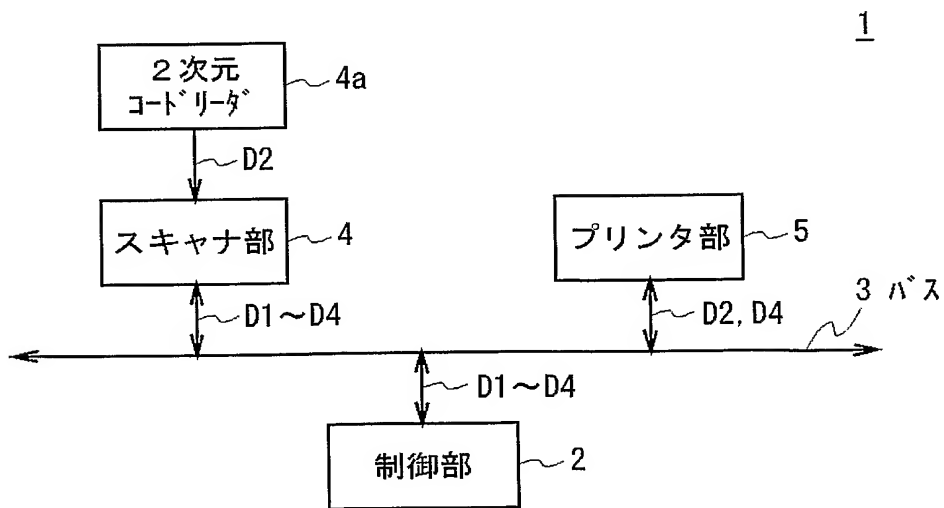 1
2次元
コードリーダ
4a
D2
スキャナ部
4
プリンタ部
5
D1～D4
D2, D4
3 バス
D1～D4
制御部
2